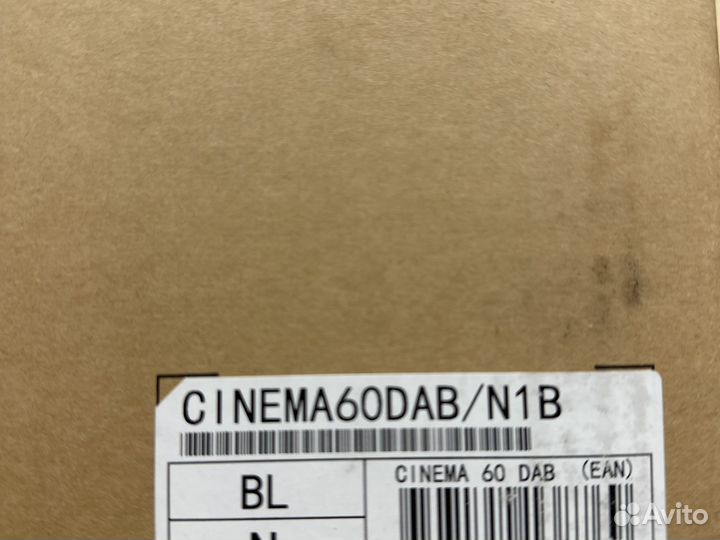 CINEMA60DAB/N1B
BL
CINEMA 60 DAB (EAN)
N
Avito